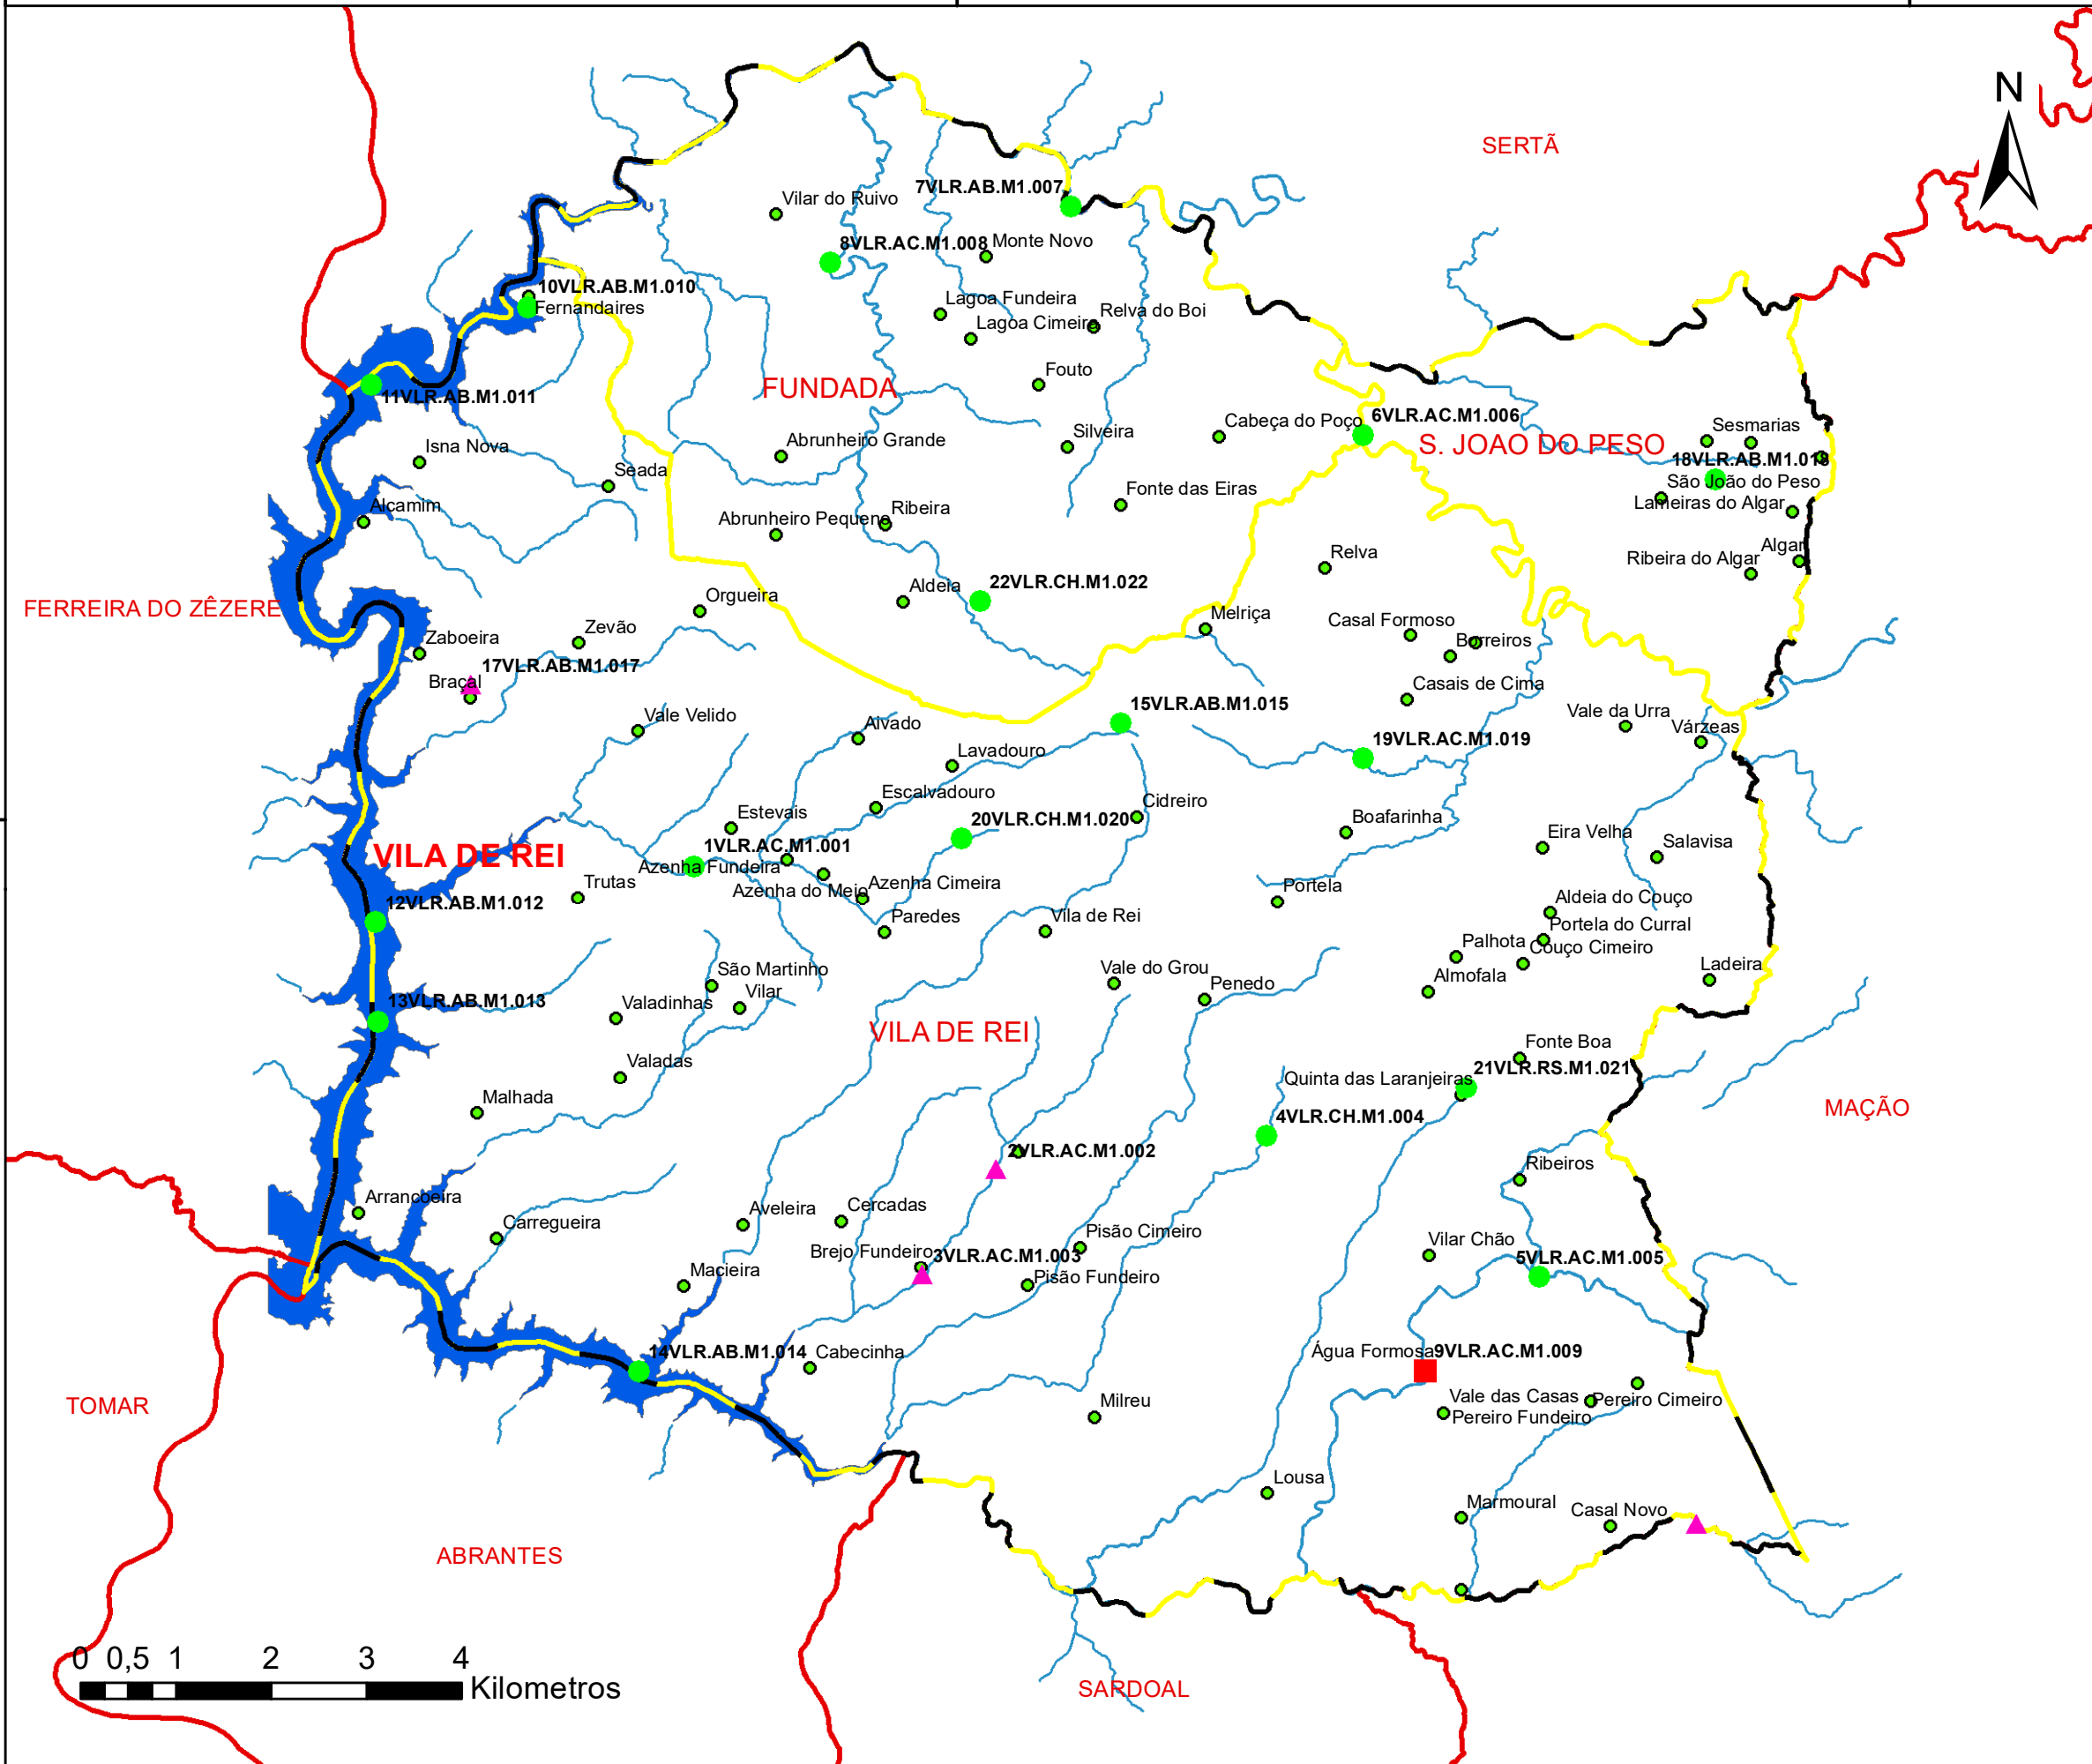 N
SERTÃ
Vilar do Ruivo
7VLR.AB.M1.007
8VLR.AC.M1.008
Monte Novo
10VLR.AB.M1.010
Fernandaires
Lagoa Fundeira
Relva do Boi
Lagoa Cimeira
Fouto
FUNDADA
11VLR.AB.M1.011
6VLR.AC.M1.006
Cabeça do Poço
Sesmarias
Silveira
Abrunheiro Grande
S. JOAO DO PESO
Isna Nova
18VLR.AB.M1.018
Seada
São João do Peso
Fonte das Eiras
Lameiras do Algar
Alcamim
Ribeira
Abrunheiro Pequeno
Algar
Relva
Ribeira do Algar
22VLR.CH.M1.022
Aldeia
Orgueira
FERREIRA DO ZÊZERE
Melriça
Casal Formoso
Zevão
Zaboeira
Borreiros
17VLR.AB.M1.017
Braçal
Casais de Cima
15VLR.AB.M1.015
Vale da Urra
Vale Velido
Aivado
Várzeas
19VLR.AC.M1.019
Lavadouro
Escalvadouro
Cidreiro
Estevais
20VLR.CH.M1.020
Boafarinha
Eira Velha
Salavisa
1VLR.AC.M1.001
VILA DE REI
Azenha Fundeira
Trutas
Azenha Cimeira
Azenha do Meio
Portela
Aldeia do Couço
12VLR.AB.M1.012
Paredes
Vila de Rei
Portela do Curral
Palhota
Couço Cimeiro
São Martinho
Vale do Grou
Ladeira
Almofala
Penedo
Vilar
13VLR.AB.M1.013
Valadinhas
VILA DE REI
Fonte Boa
Valadas
21VLR.RS.M1.021
Quinta das Laranjeiras
Malhada
MAÇÃO
4VLR.CH.M1.004
2VLR.AC.M1.002
Ribeiros
Arrancoeira
Cercadas
Aveleira
Carregueira
Pisão Cimeiro
Vilar Chão
Brejo Fundeiro
3VLR.AC.M1.003
5VLR.AC.M1.005
Macieira
Pisão Fundeiro
14VLR.AB.M1.014
Cabecinha
Água Formosa
9VLR.AC.M1.009
Vale das Casas
Pereiro Cimeiro
Milreu
TOMAR
Pereiro Fundeiro
Lousa
Marmoural
Casal Novo
ABRANTES
0 0,5 1 2 3 4
Kilometros
SARDOAL